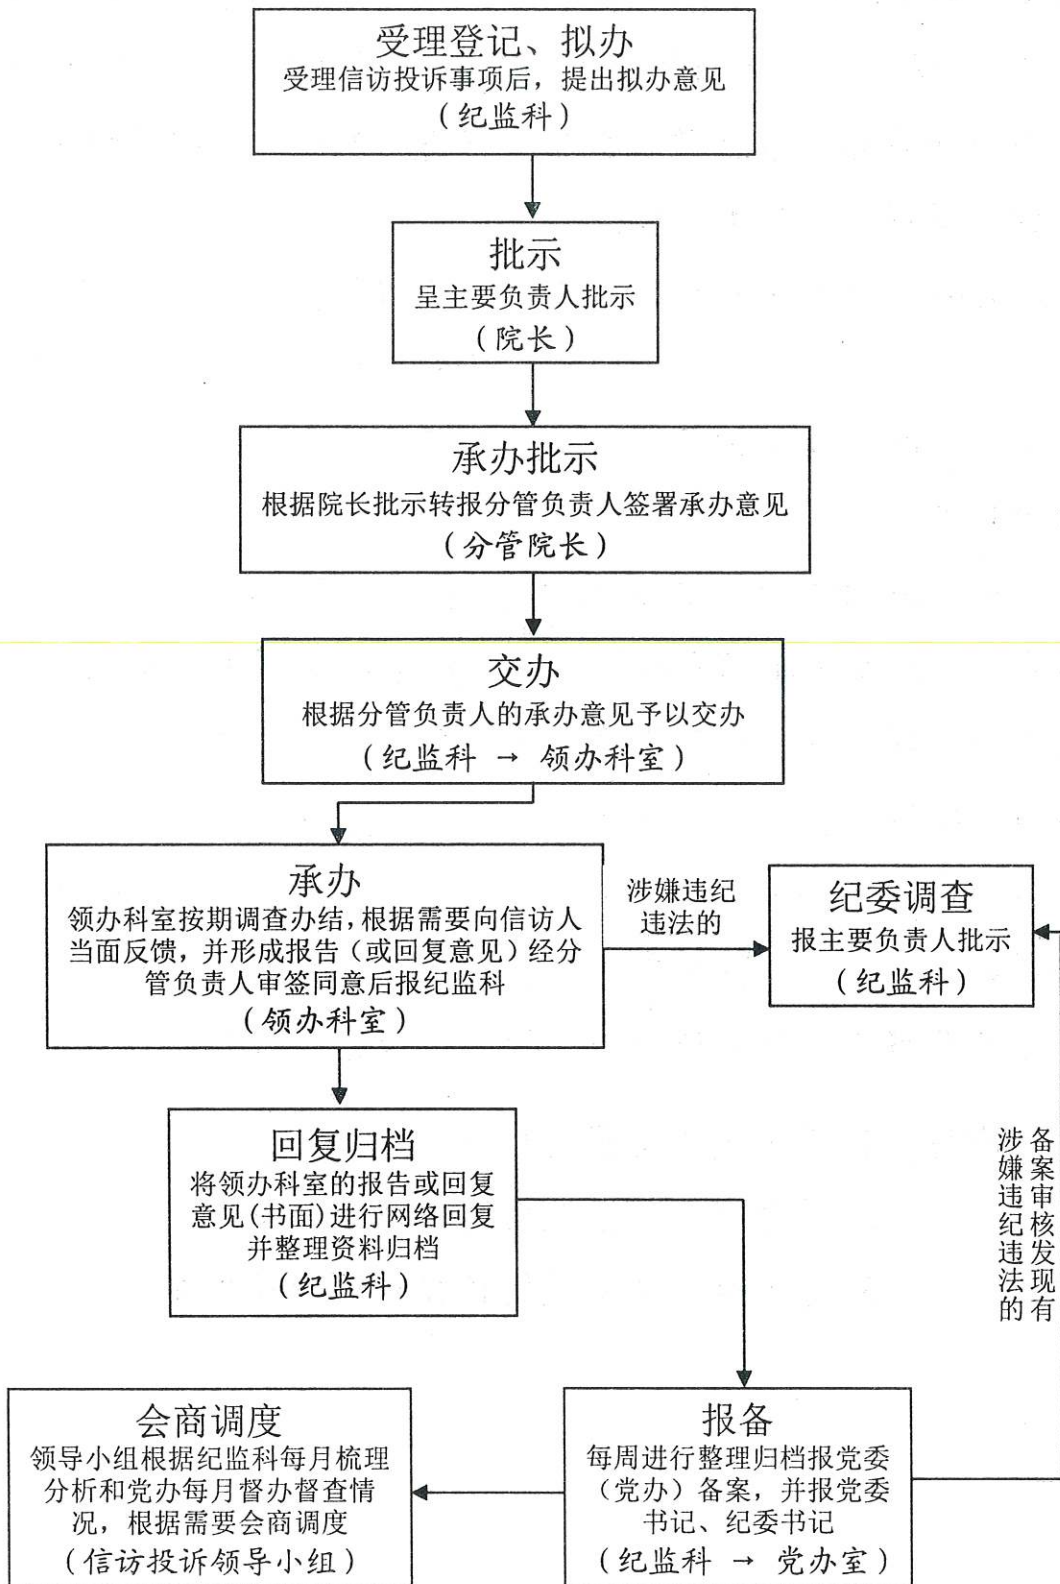 受理登记、拟办
受理信访投诉事项后，提出拟办意见
(纪监科)
批示
呈主要负责人批示
(院长)
承办批示
根据院长批示转报分管负责人签署承办意见
(分管院长)
交办
根据分管负责人的承办意见予以交办
(纪监科 → 领办科室)
承办
领办科室按期调查办结，根据需要向信访人
当面反馈，并形成报告（或回复意见）经分
管负责人审签同意后报纪监科
(领办科室)
涉嫌违纪
违法的
纪委调查
报主要负责人批示
(纪监科)
回复归档
将领办科室的报告或回复
意见(书面)进行网络回复
并整理资料归档
(纪监科)
备案审核发现有
涉嫌违纪违法的
报备
每周进行整理归档报党委
（党办）备案，并报党委
书记、纪委书记
(纪监科 → 党办室)
会商调度
领导小组根据纪监科每月梳理
分析和党办每月督办督查情
况，根据需要会商调度
(信访投诉领导小组)